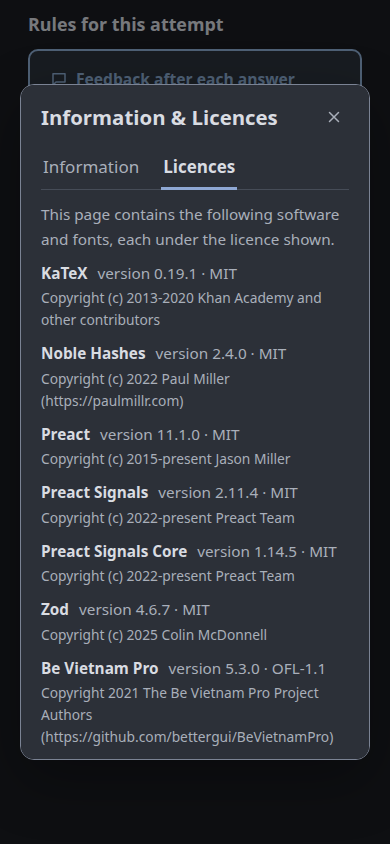 Rules for this attempt
Feedback after each answer
Information & Licences
Information Licences
This page contains the following software
and fonts, each under the licence shown.
KaTeX version 0.19.1 · MIT
Copyright (c) 2013-2020 Khan Academy and
other contributors
Noble Hashes version 2.4.0 · MIT
Copyright (c) 2022 Paul Miller
(https://paulmillr.com)
Preact version 11.1.0 · MIT
Copyright (c) 2015-present Jason Miller
Preact Signals version 2.11.4 · MIT
Copyright (c) 2022-present Preact Team
Preact Signals Core version 1.14.5 · MIT
Copyright (c) 2022-present Preact Team
Zod version 4.6.7 · MIT
Copyright (c) 2025 Colin McDonnell
Be Vietnam Pro version 5.3.0 · OFL-1.1
Copyright 2021 The Be Vietnam Pro Project
Authors
(https://github.com/bettergui/BeVietnamPro)